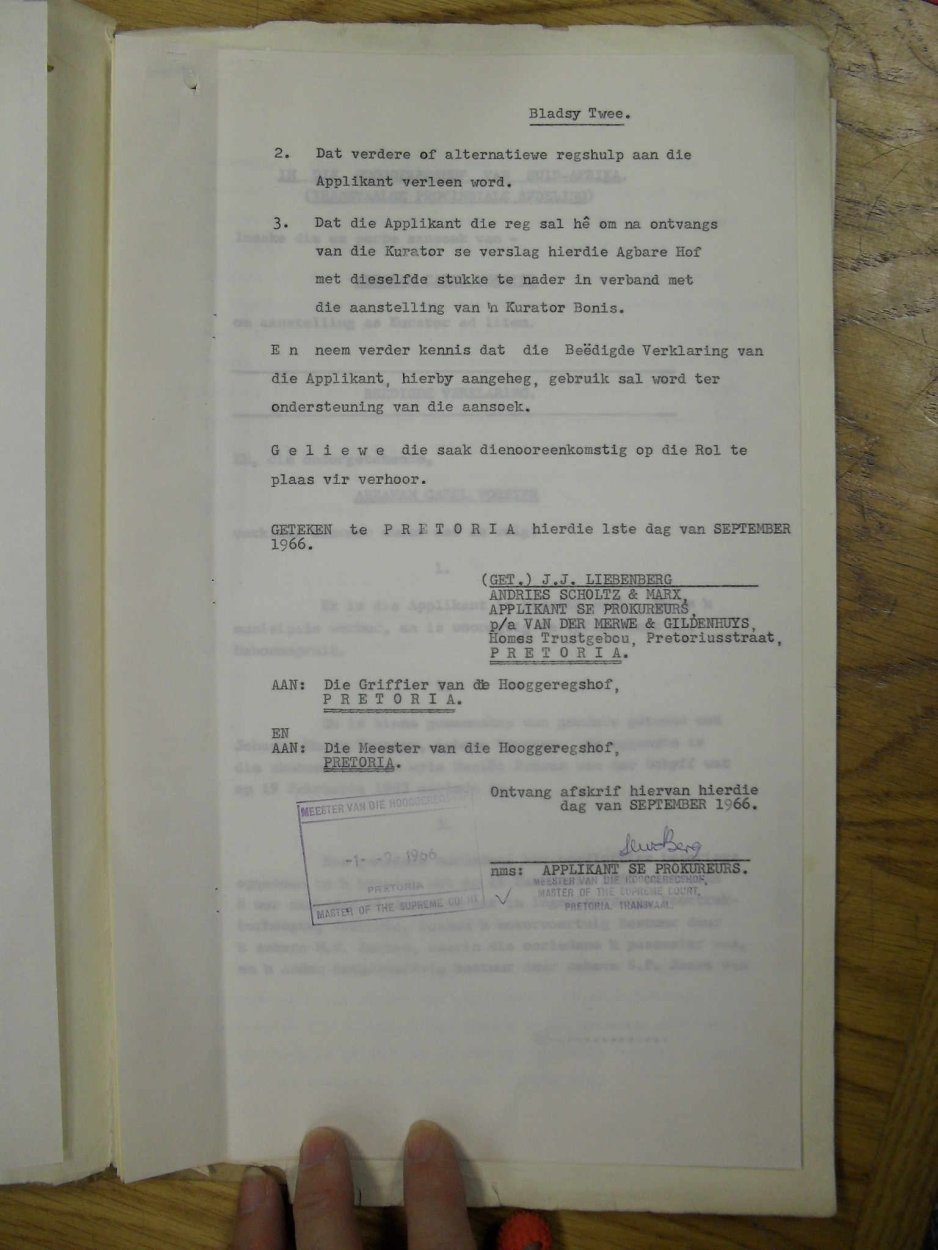 Bladsy Twee.
2. Dat verdere of alternatiewe regshulp aan die
Applikant verleen word.
3. Dat die Applikant die reg sal hê om na ontvangs
van die Kurator se verslag hierdie Agbare Hof
met dieselfde stukke te nader in verband met
die aanstelling van 'n Kurator Bonis.
E n neem verder kennis dat die Beëdigde Verklaring van
die Applikant, hierby aangeheg, gebruik sal word ter
ondersteuning van die aansoek.
G e l i e w e die saak dienooreenkomstig op die Rol te
plaas vir verhoor.
GETEKEN te P R E T O R I A hierdie 1ste dag van SEPTEMBER
1966.
(GET.) J.J. LIEBENBERG
ANDRIES SCHOLTZ & MARX,
APPLIKANT SE PROKUREURS,
p/a VAN DER MERWE & GILDENHUYS,
Homes Trustgebou, Pretoriusstraat,
P R E T O R I A.
AAN: Die Griffier van die Hooggeregshof,
P R E T O R I A.
EN
AAN: Die Meester van die Hooggeregshof,
PRETORIA.
Ontvang afskrif hiervan hierdie
dag van SEPTEMBER 1966.
MEESTER VAN DIE HOOGGEREGSHOF
-1- -9 1966
PRETORIA
MASTER OF THE SUPREME COURT
nms: APPLIKANT SE PROKUREURS.
MEESTER VAN DIE HOOGGEREGSHOF,
MASTER OF THE SUPREME COURT,
PRETORIA, TRANSVAAL.